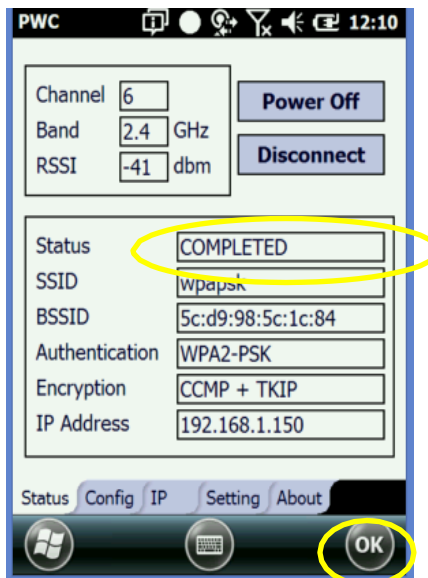 PWC 12:10
Channel 6
Power Off
Band 2.4 GHz
Disconnect
RSSI -41 dbm
Status COMPLETED
SSID wpapsk
BSSID 5c:d9:98:5c:1c:84
Authentication WPA2-PSK
Encryption CCMP + TKIP
IP Address 192.168.1.150
Status Config IP Setting About
OK